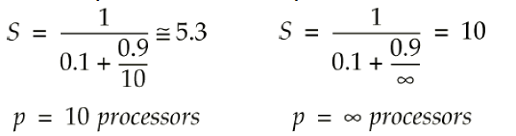 S = 1 / (0.1 + 0.9/10) ≅ 5.3
S = 1 / (0.1 + 0.9/∞) = 10
p = 10 processors
p = ∞ processors